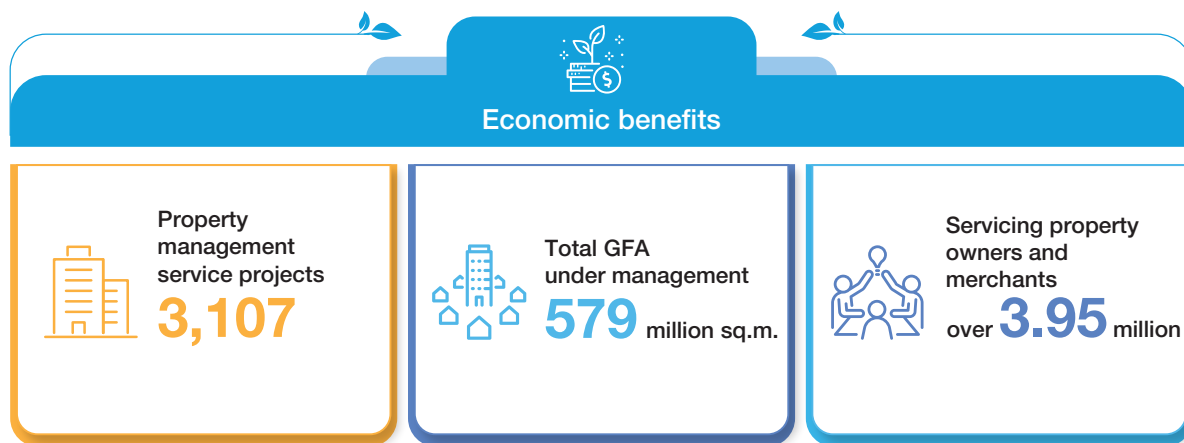 Economic benefits
Property
management
service projects
3,107
Total GFA
under management
579 million sq.m.
Servicing property
owners and
merchants
over 3.95 million